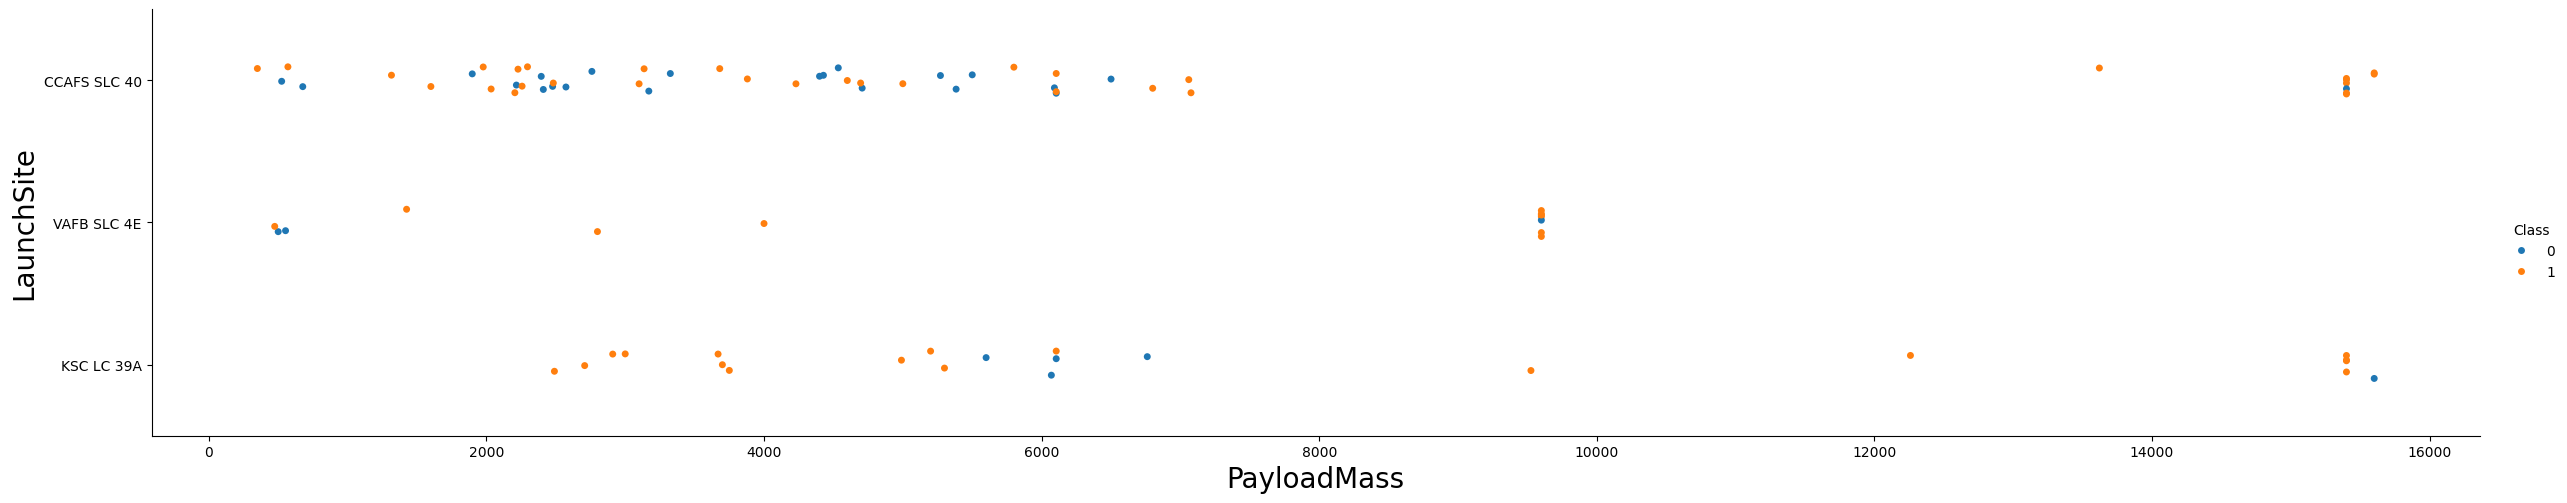 CCAFS SLC 40
VAFB SLC 4E
KSC LC 39A
LaunchSite
0 2000 4000 6000 8000 10000 12000 14000 16000
PayloadMass
Class
0
1